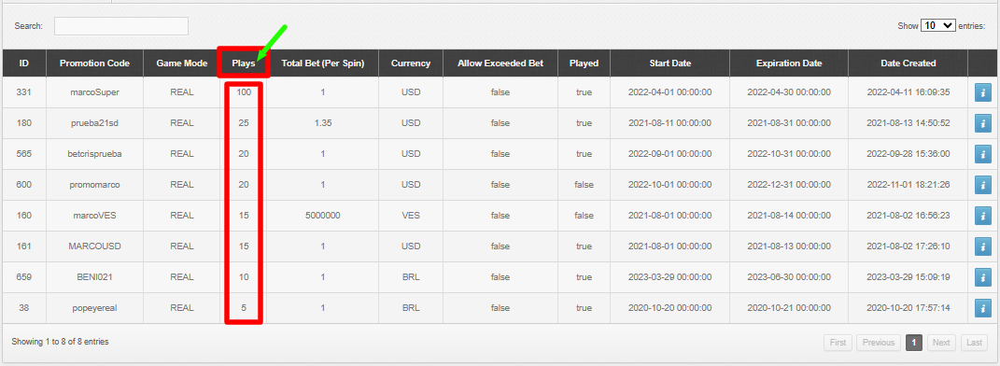 Search: Show 10 entries:
ID Promotion Code Game Mode Plays Total Bet (Per Spin) Currency Allow Exceeded Bet Played Start Date Expiration Date Date Created
331 marcoSuper REAL 100 1 USD false true 2022-04-01 00:00:00 2022-04-30 00:00:00 2022-04-11 16:09:35 i
180 prueba21sd REAL 25 1.35 USD false true 2021-08-11 00:00:00 2021-08-31 00:00:00 2021-08-13 14:50:52 i
565 betcrisprueba REAL 20 1 USD false true 2022-09-01 00:00:00 2022-10-31 00:00:00 2022-09-28 15:36:00 i
600 promomarco REAL 20 1 USD false false 2022-10-01 00:00:00 2022-12-31 00:00:00 2022-11-01 18:21:26 i
160 marcoVES REAL 15 5000000 VES false false 2021-08-01 00:00:00 2021-08-14 00:00:00 2021-08-02 16:56:23 i
161 MARCOUSD REAL 15 1 USD false true 2021-08-01 00:00:00 2021-08-13 00:00:00 2021-08-02 17:26:10 i
659 BENI021 REAL 10 1 BRL false true 2023-03-29 00:00:00 2023-06-30 00:00:00 2023-03-29 15:09:19 i
38 popeyereal REAL 5 1 BRL false true 2020-10-20 00:00:00 2020-10-21 00:00:00 2020-10-20 17:57:14 i
Showing 1 to 8 of 8 entries First Previous 1 Next Last